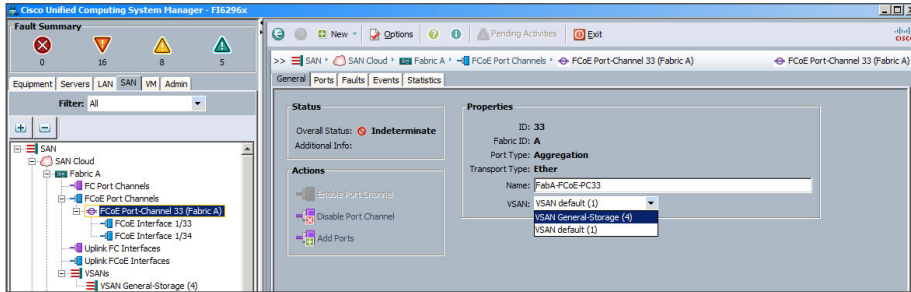 Cisco Unified Computing System Manager - FI6296x
Fault Summary
0 16 8 5
Equipment Servers LAN SAN VM Admin
Filter: All
SAN
SAN Cloud
Fabric A
FC Port Channels
FCoE Port Channels
FCoE Port-Channel 33 (Fabric A)
FCoE Interface 1/33
FCoE Interface 1/34
Uplink FC Interfaces
Uplink FCoE Interfaces
VSANs
VSAN General-Storage (4)
New Options Pending Activities Exit
cisco
>> SAN SAN Cloud Fabric A FCoE Port Channels FCoE Port-Channel 33 (Fabric A) FCoE Port-Channel 33 (Fabric A)
General Ports Faults Events Statistics
Status
Overall Status: Indeterminate
Additional Info:
Actions
Enable Port Channel
Disable Port Channel
Add Ports
Properties
ID: 33
Fabric ID: A
Port Type: Aggregation
Transport Type: Ether
Name: FabA-FCoE-PC33
VSAN: VSAN default (1)
VSAN General-Storage (4)
VSAN default (1)